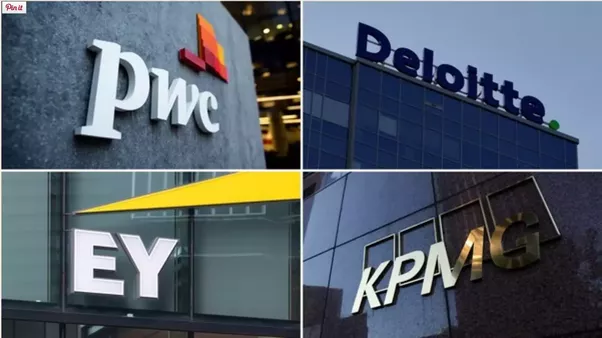 Pin it
pwc
Deloitte.
EY
KPMG